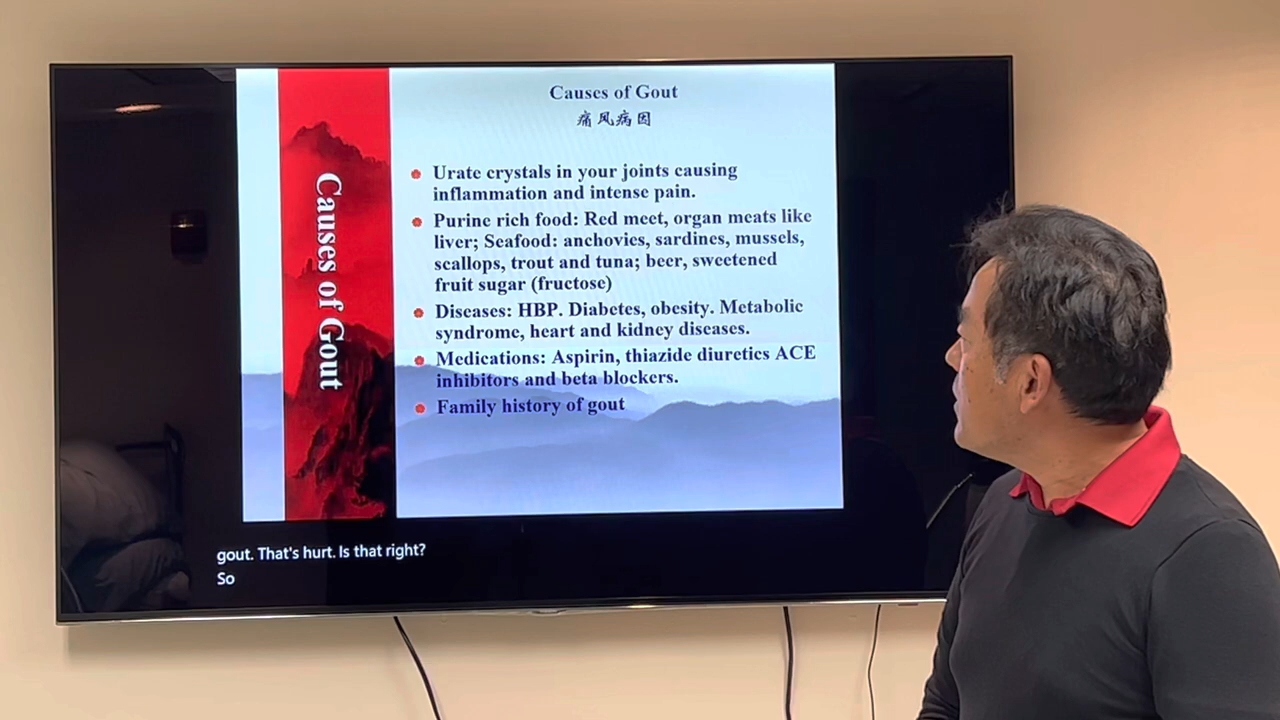 Causes of Gout
Causes of Gout
痛风病因
Urate crystals in your joints causing
inflammation and intense pain.
Purine rich food: Red meet, organ meats like
liver; Seafood: anchovies, sardines, mussels,
scallops, trout and tuna; beer, sweetened
fruit sugar (fructose)
Diseases: HBP. Diabetes, obesity. Metabolic
syndrome, heart and kidney diseases.
Medications: Aspirin, thiazide diuretics ACE
inhibitors and beta blockers.
Family history of gout
gout. That's hurt. Is that right?
So